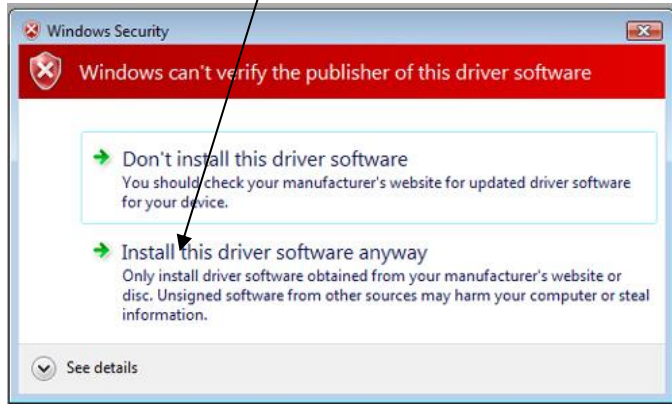 Windows Security
Windows can't verify the publisher of this driver software
Don't install this driver software
You should check your manufacturer's website for updated driver software
for your device.
Install this driver software anyway
Only install driver software obtained from your manufacturer's website or
disc. Unsigned software from other sources may harm your computer or steal
information.
See details